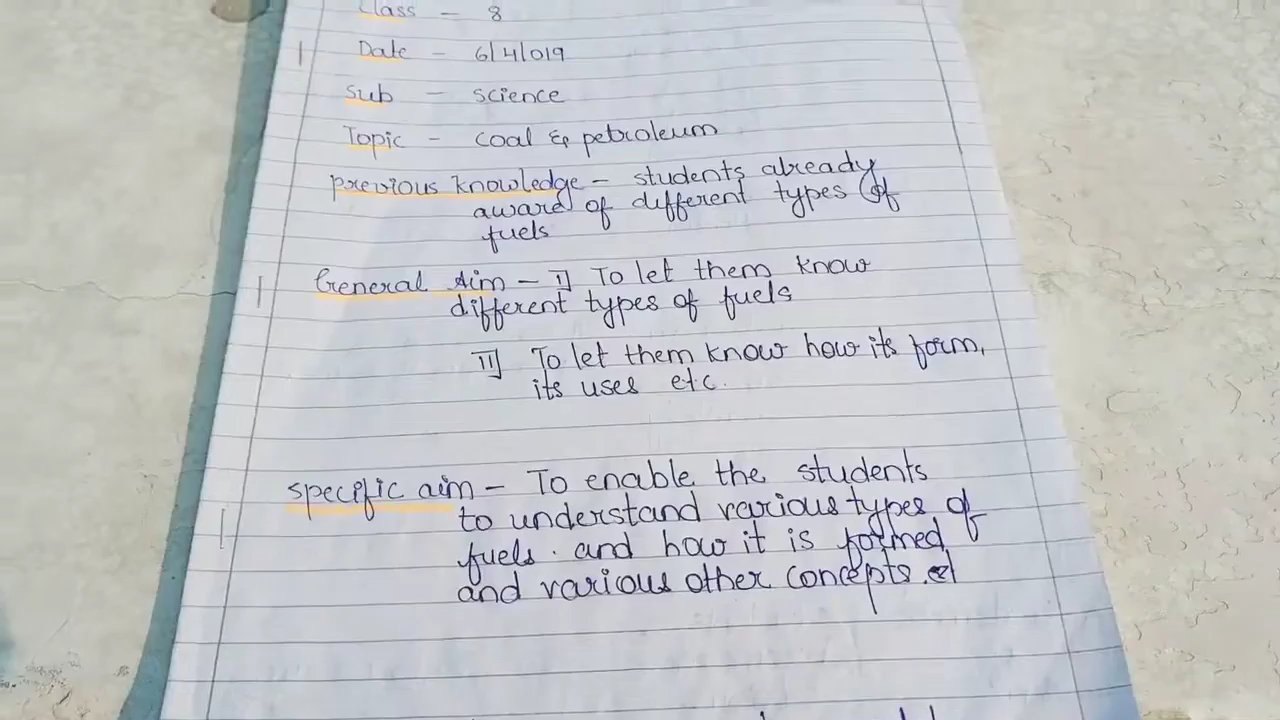 Class - 8
Date - 6/4/019
Sub - science
Topic - coal & petroleum
previous knowledge - students already
aware of different types of
fuels
General Aim - I] To let them know
different types of fuels
II] To let them know how its form,
its uses etc.
specific aim - To enable the students
to understand various types of
fuels. and how it is formed
and various other concepts.